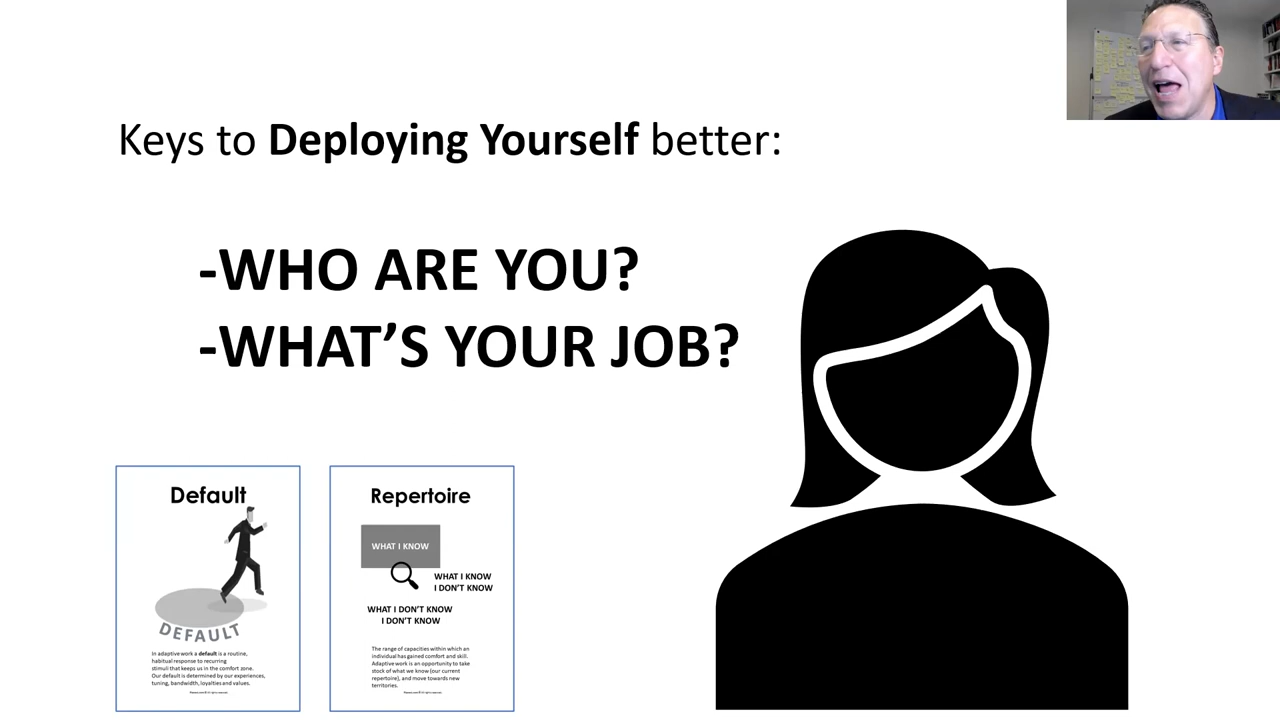 Keys to Deploying Yourself better:
-WHO ARE YOU?
-WHAT’S YOUR JOB?
Default
DEFAULT
In adaptive work a default is a routine,
habitual response to recurring
stimuli that keeps us in the comfort zone.
Our default is determined by our experiences,
tuning, bandwidth, loyalties and values.
Repertoire
WHAT I KNOW
WHAT I KNOW
I DON’T KNOW
WHAT I DON’T KNOW
I DON’T KNOW
The range of capacities within which an
individual has gained comfort and skill.
Adaptive work is an opportunity to take
stock of what we know (our current
repertoire), and move towards new
territories.